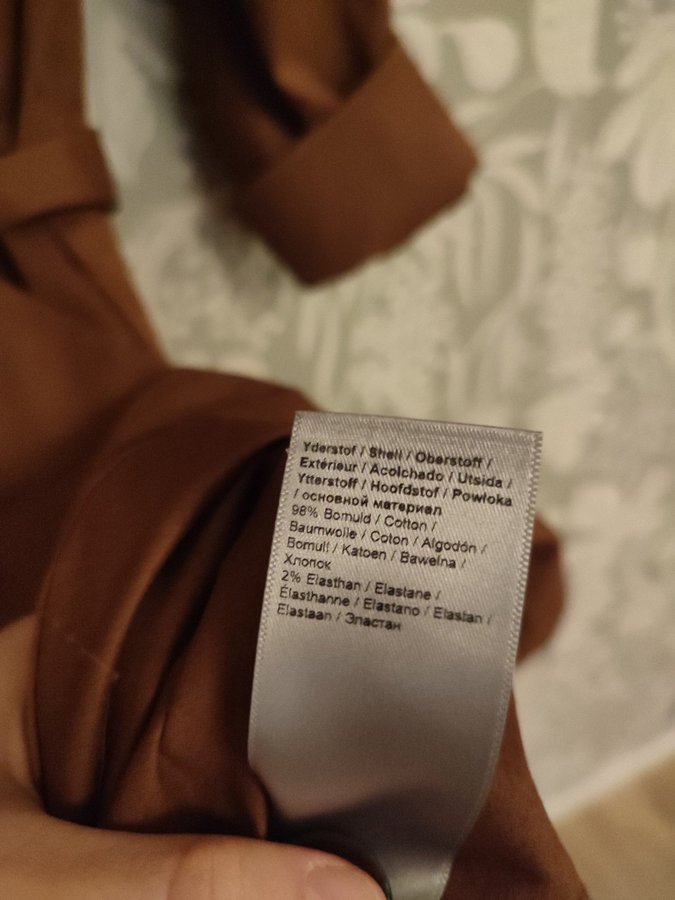 Yderstof / Shell / Oberstoff /
Extérieur / Acolchado / Utsida /
Ytterstoff / Hoofdstof / Powłoka
/ основной материал
98% Bomuld / Cotton /
Baumwolle / Coton / Algodón /
Bomull / Katoen / Bawełna /
Хлопок
2% Elasthan / Elastane /
Élasthanne / Elastano / Elastan /
Elastaan / Эластан